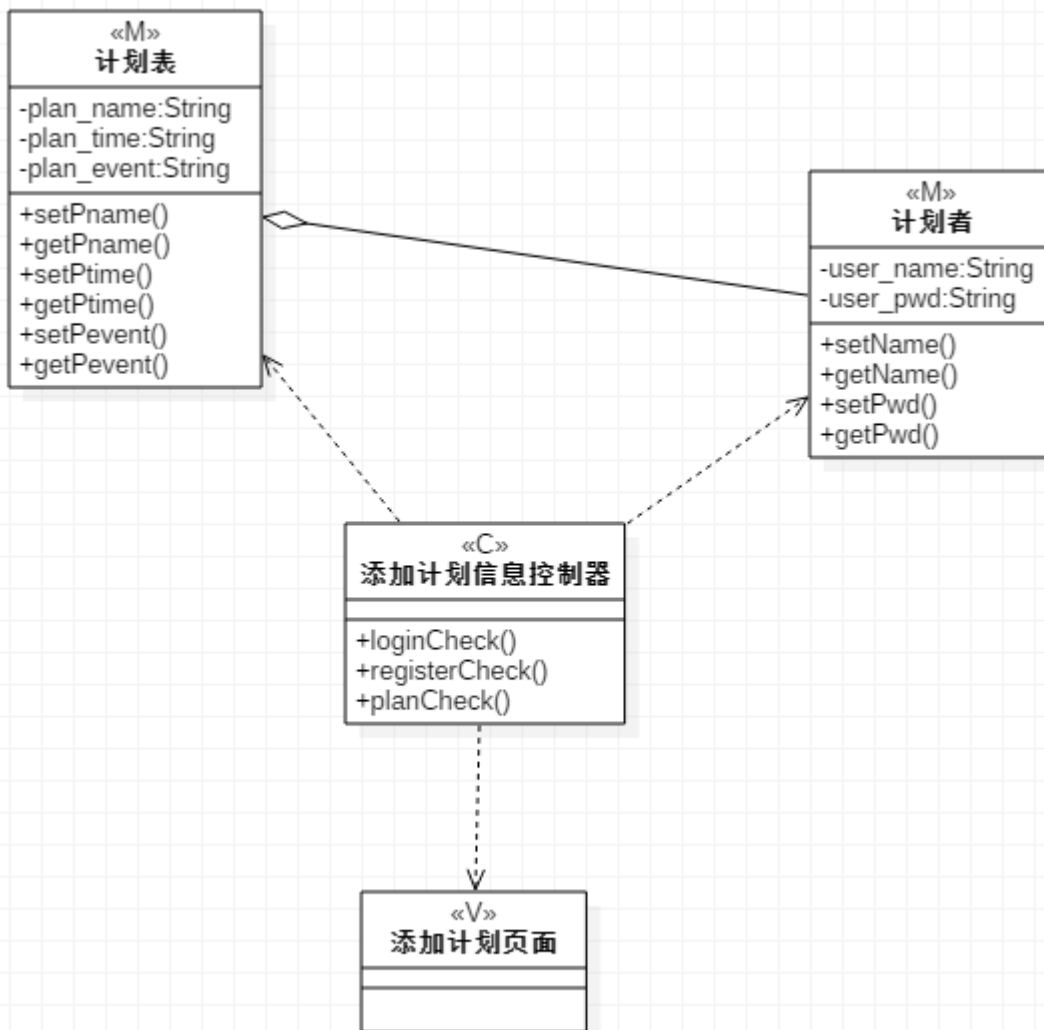 «M»
计划表
-plan_name:String
-plan_time:String
-plan_event:String
+setPname()
+getPname()
+setPtime()
+getPtime()
+setPevent()
+getPevent()
«M»
计划者
-user_name:String
-user_pwd:String
+setName()
+getName()
+setPwd()
+getPwd()
«C»
添加计划信息控制器
+loginCheck()
+registerCheck()
+planCheck()
«V»
添加计划页面